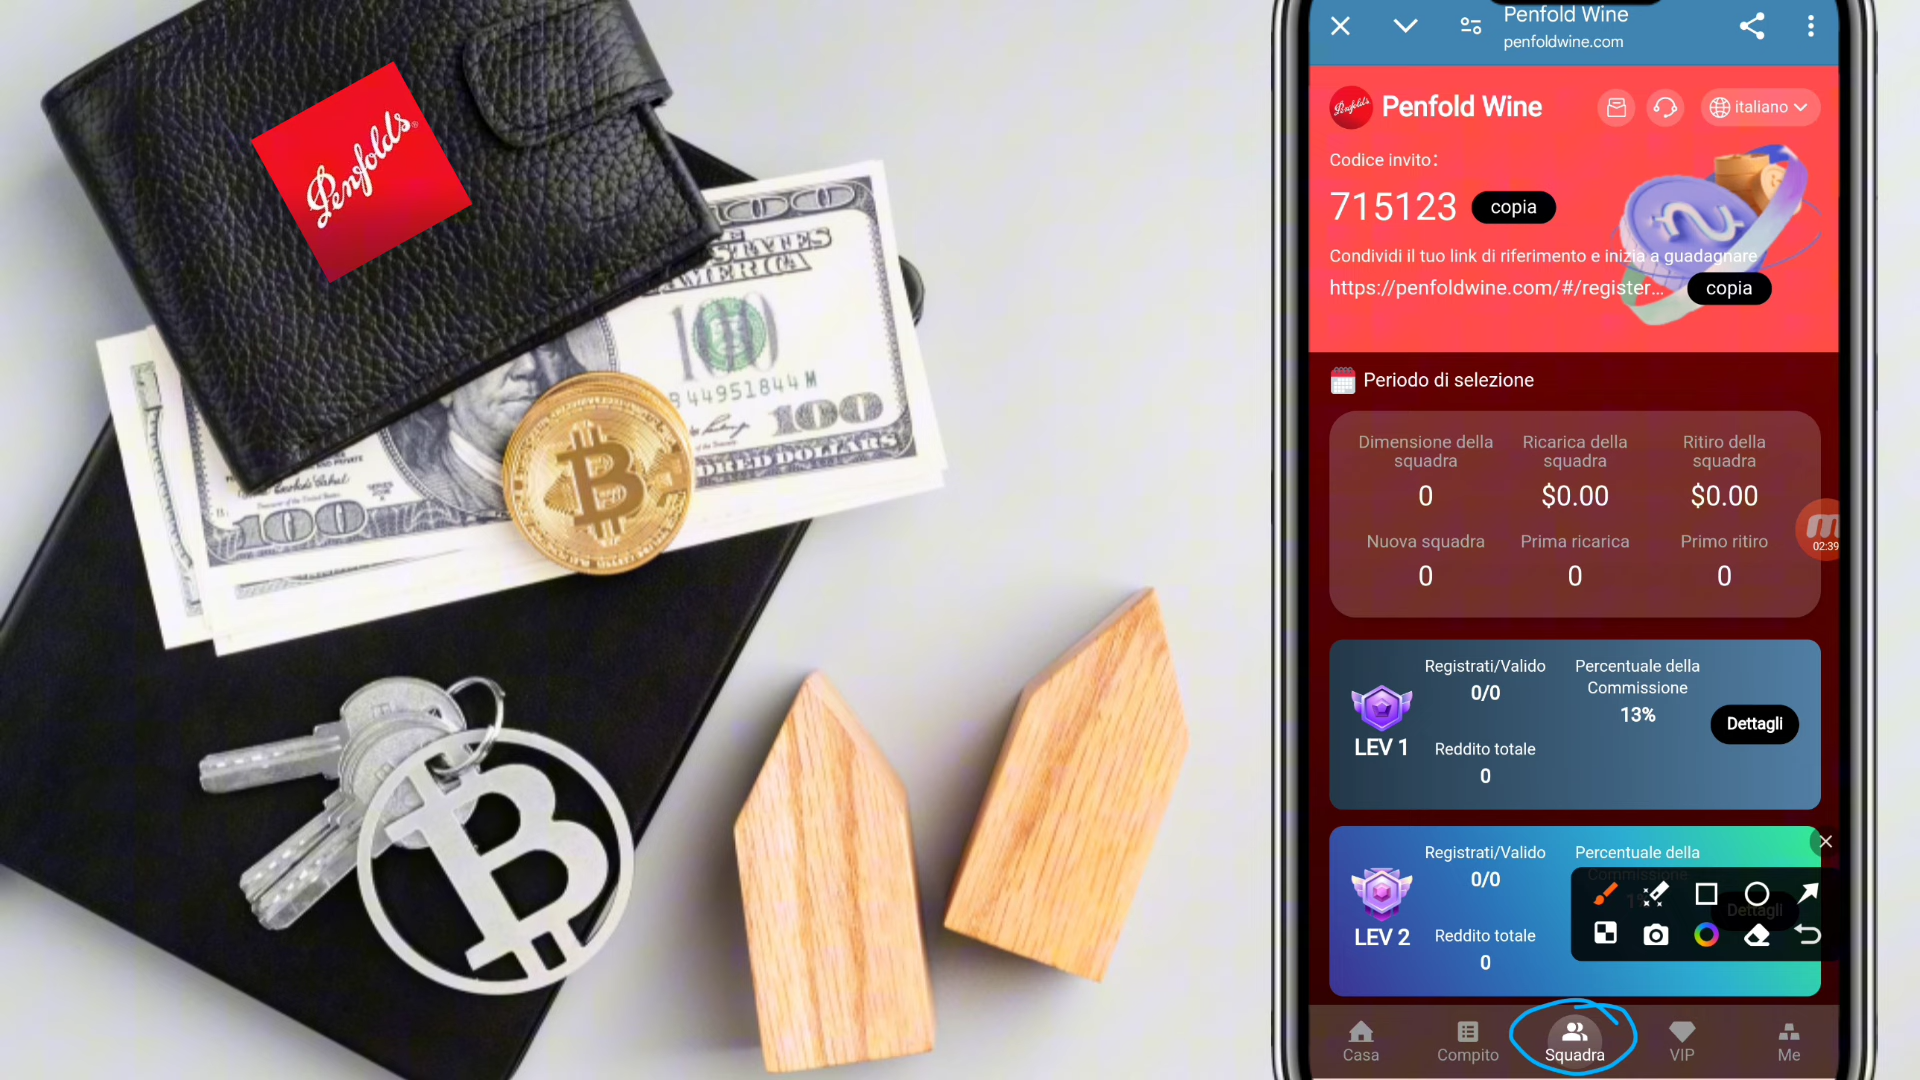 Penfolds
100
STATES
AMERICA
100
B 44951844 M
100
DRED DOLLARS
100
B
B
Penfold Wine
penfoldwine.com
Penfolds
Penfold Wine
italiano
Codice invito:
715123
copia
Condividi il tuo link di riferimento e inizia a guadagnare
https://penfoldwine.com/#/register...
copia
Periodo di selezione
Dimensione della squadra
0
Ricarica della squadra
$0.00
Ritiro della squadra
$0.00
Nuova squadra
0
Prima ricarica
0
Primo ritiro
0
02:39
Registrati/Valido
0/0
Percentuale della Commissione
13%
LEV 1
Reddito totale
0
Dettagli
Registrati/Valido
0/0
Percentuale della
Commissione
LEV 2
Reddito totale
0
Dettagli
Casa
Compito
Squadra
VIP
Me